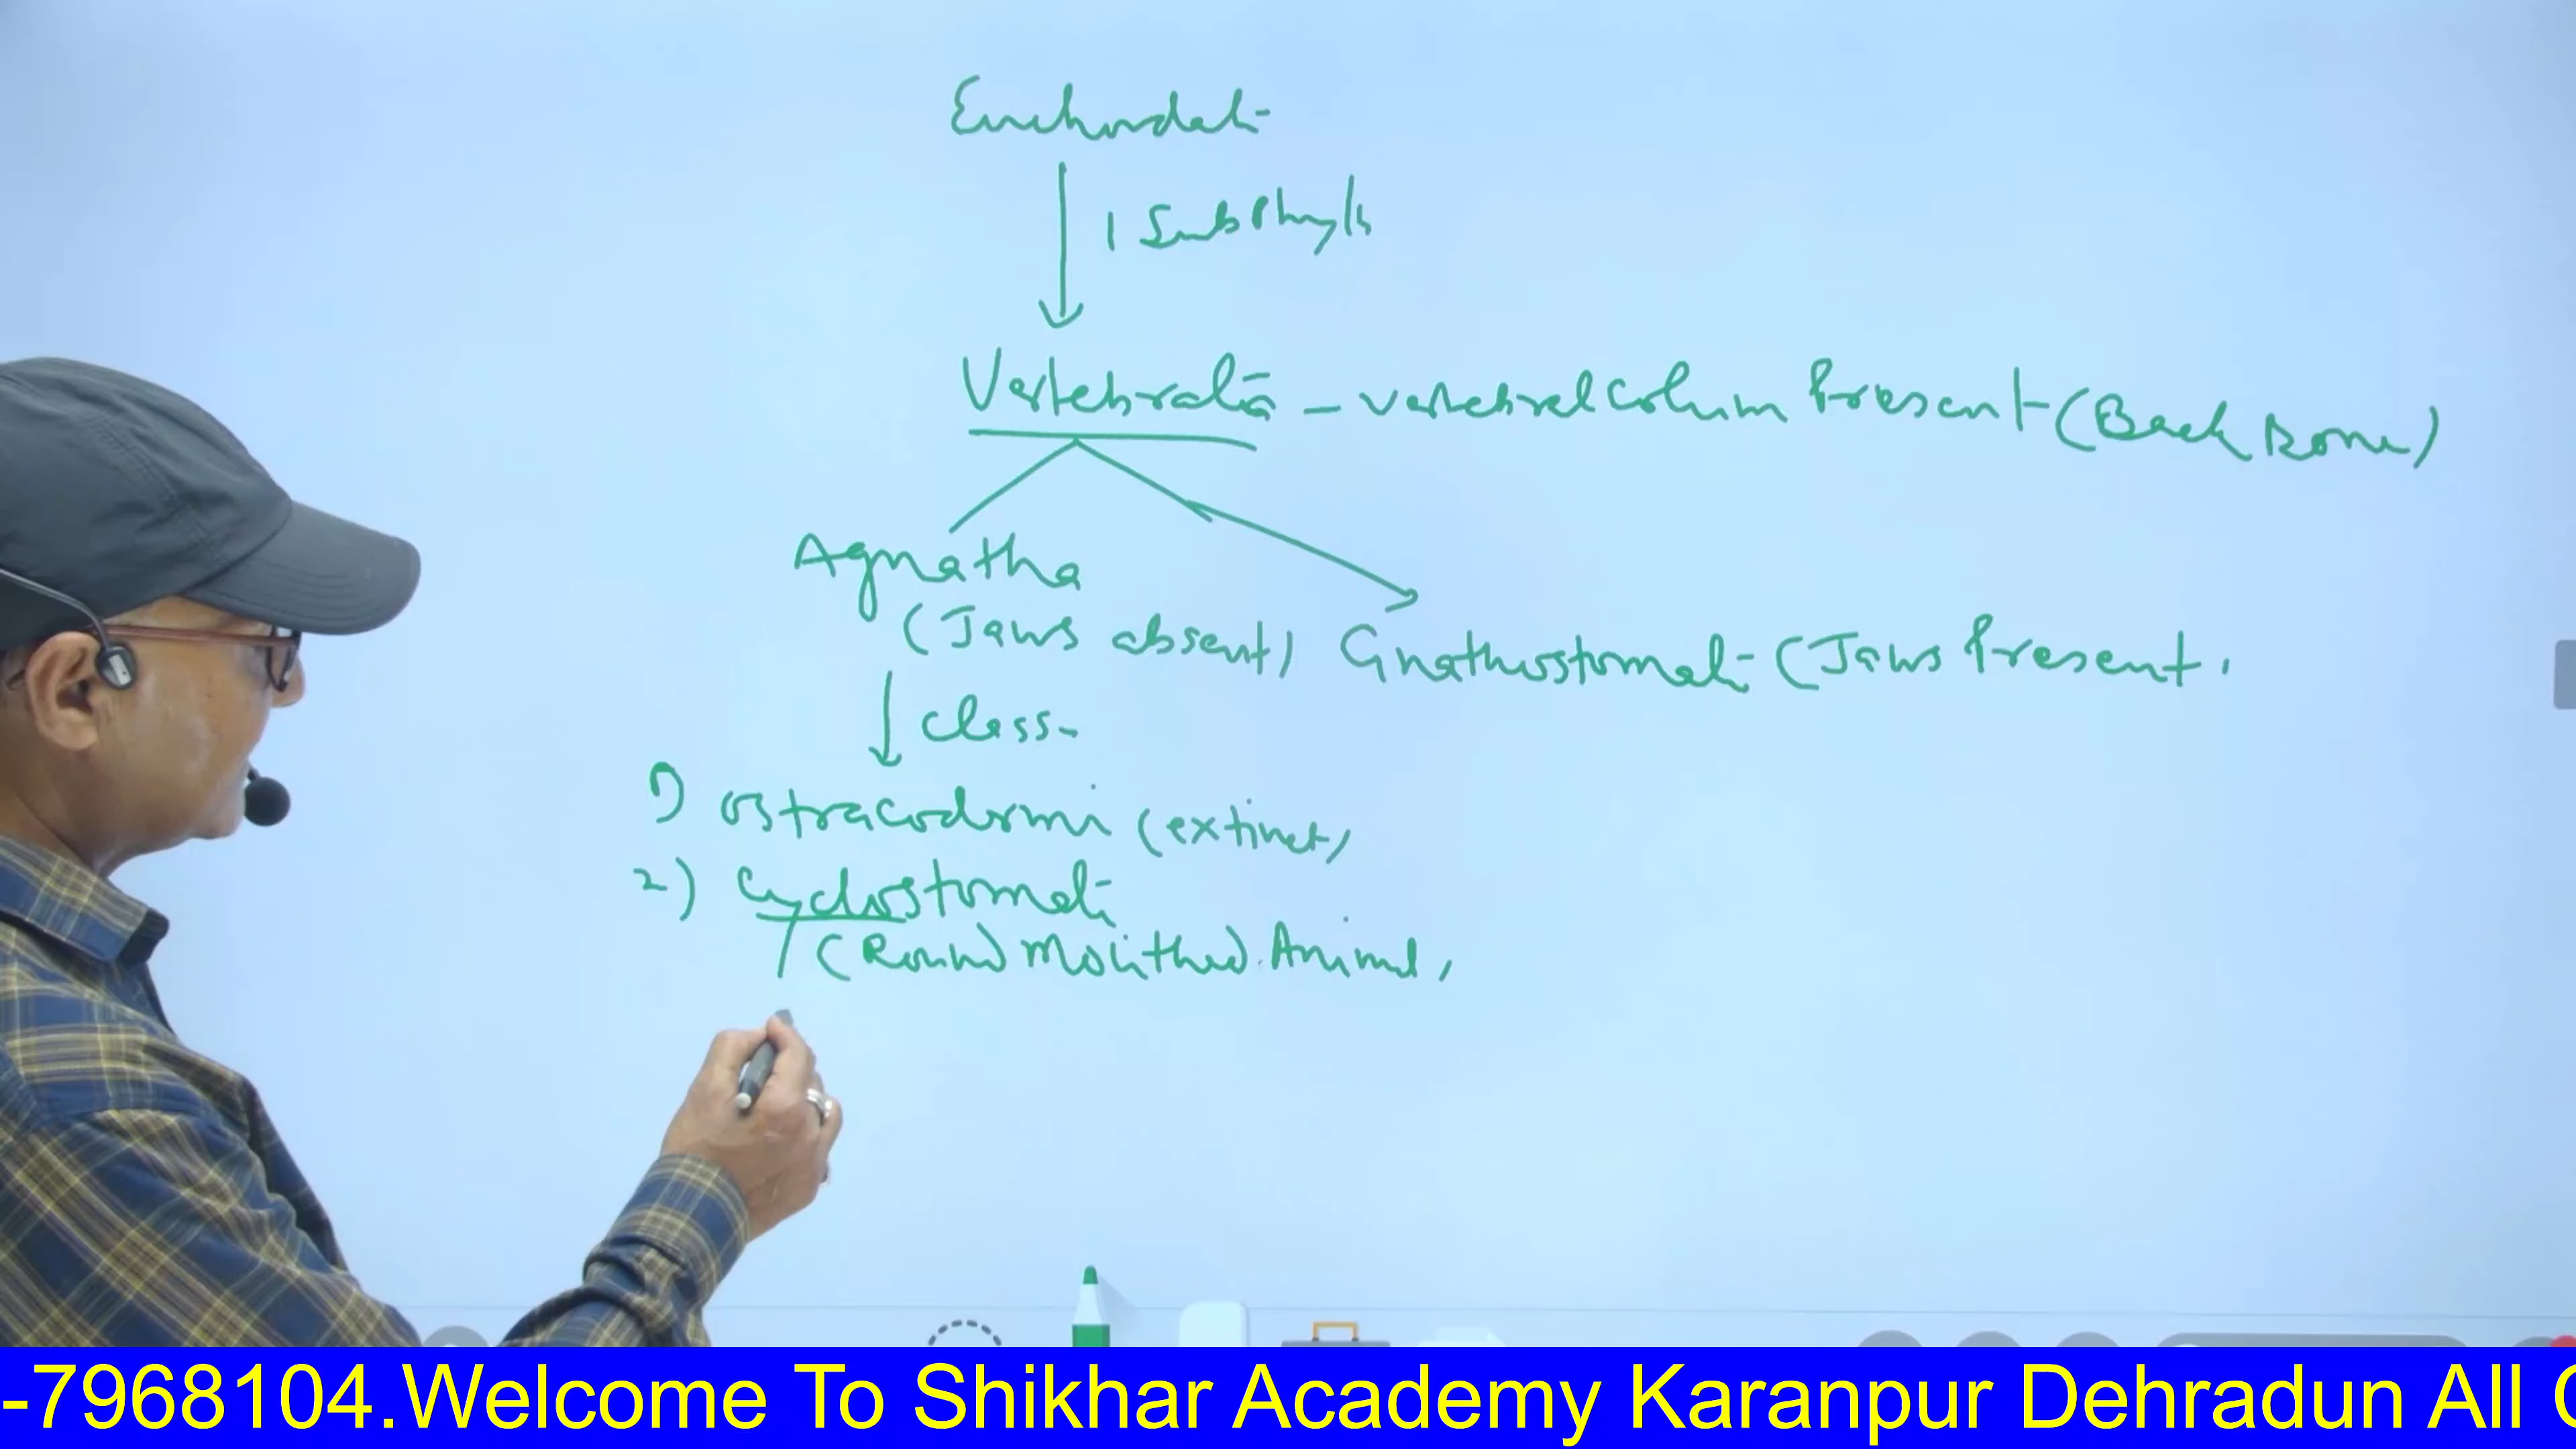 Euchordata
1 Subphyla
Vertebrata – vertebral column Present (Back Bone)
Agnatha
(Jaws absent) Gnathostomata (Jaws Present,
class-
1) ostracodermi (extinct)
2) cyclostomata
(Round Mouthed Animal,
-7968104.Welcome To Shikhar Academy Karanpur Dehradun All C